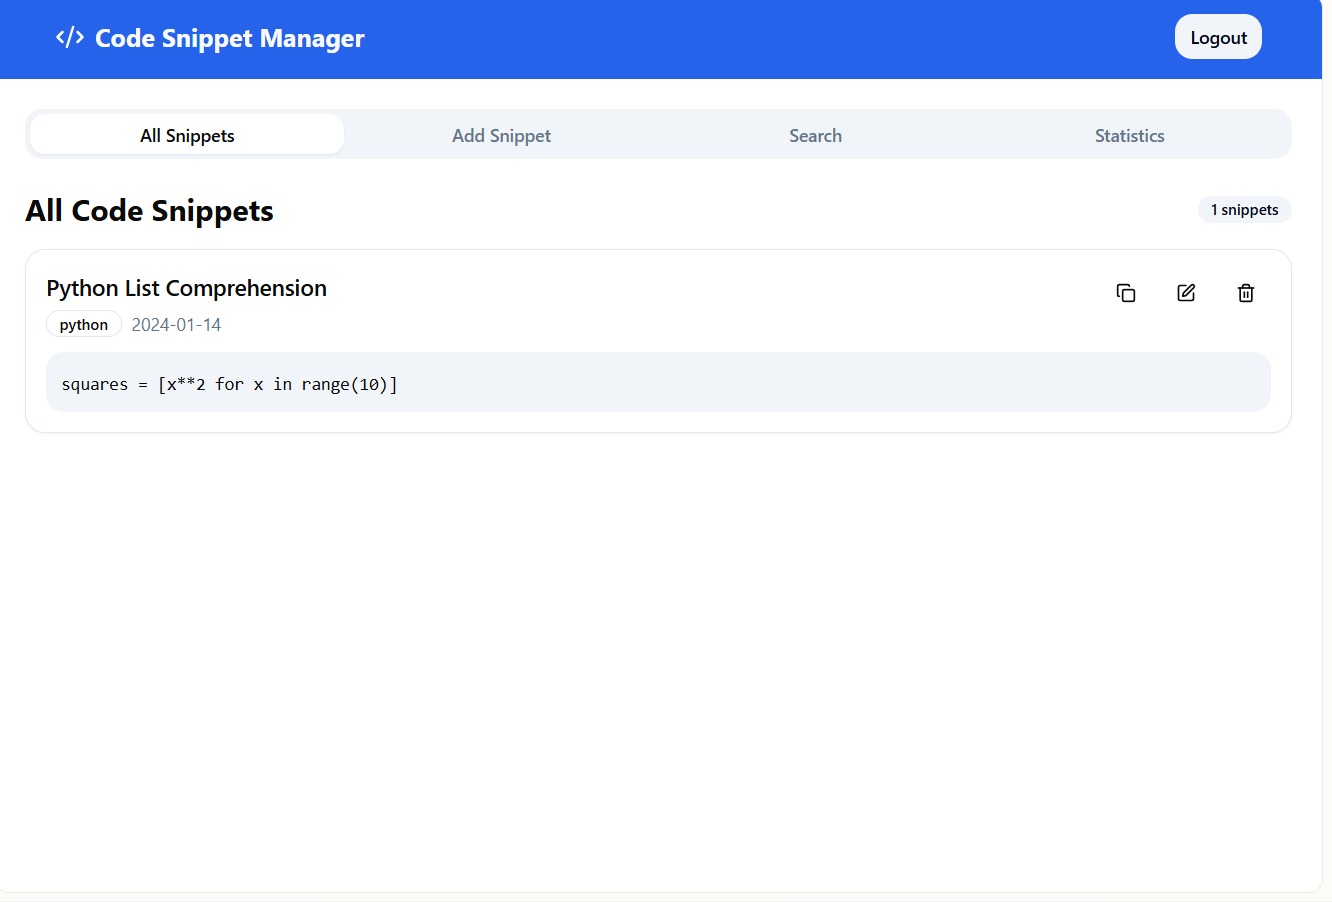 </> Code Snippet Manager
Logout
All Snippets
Add Snippet
Search
Statistics
All Code Snippets
1 snippets
Python List Comprehension
python 2024-01-14
squares = [x**2 for x in range(10)]